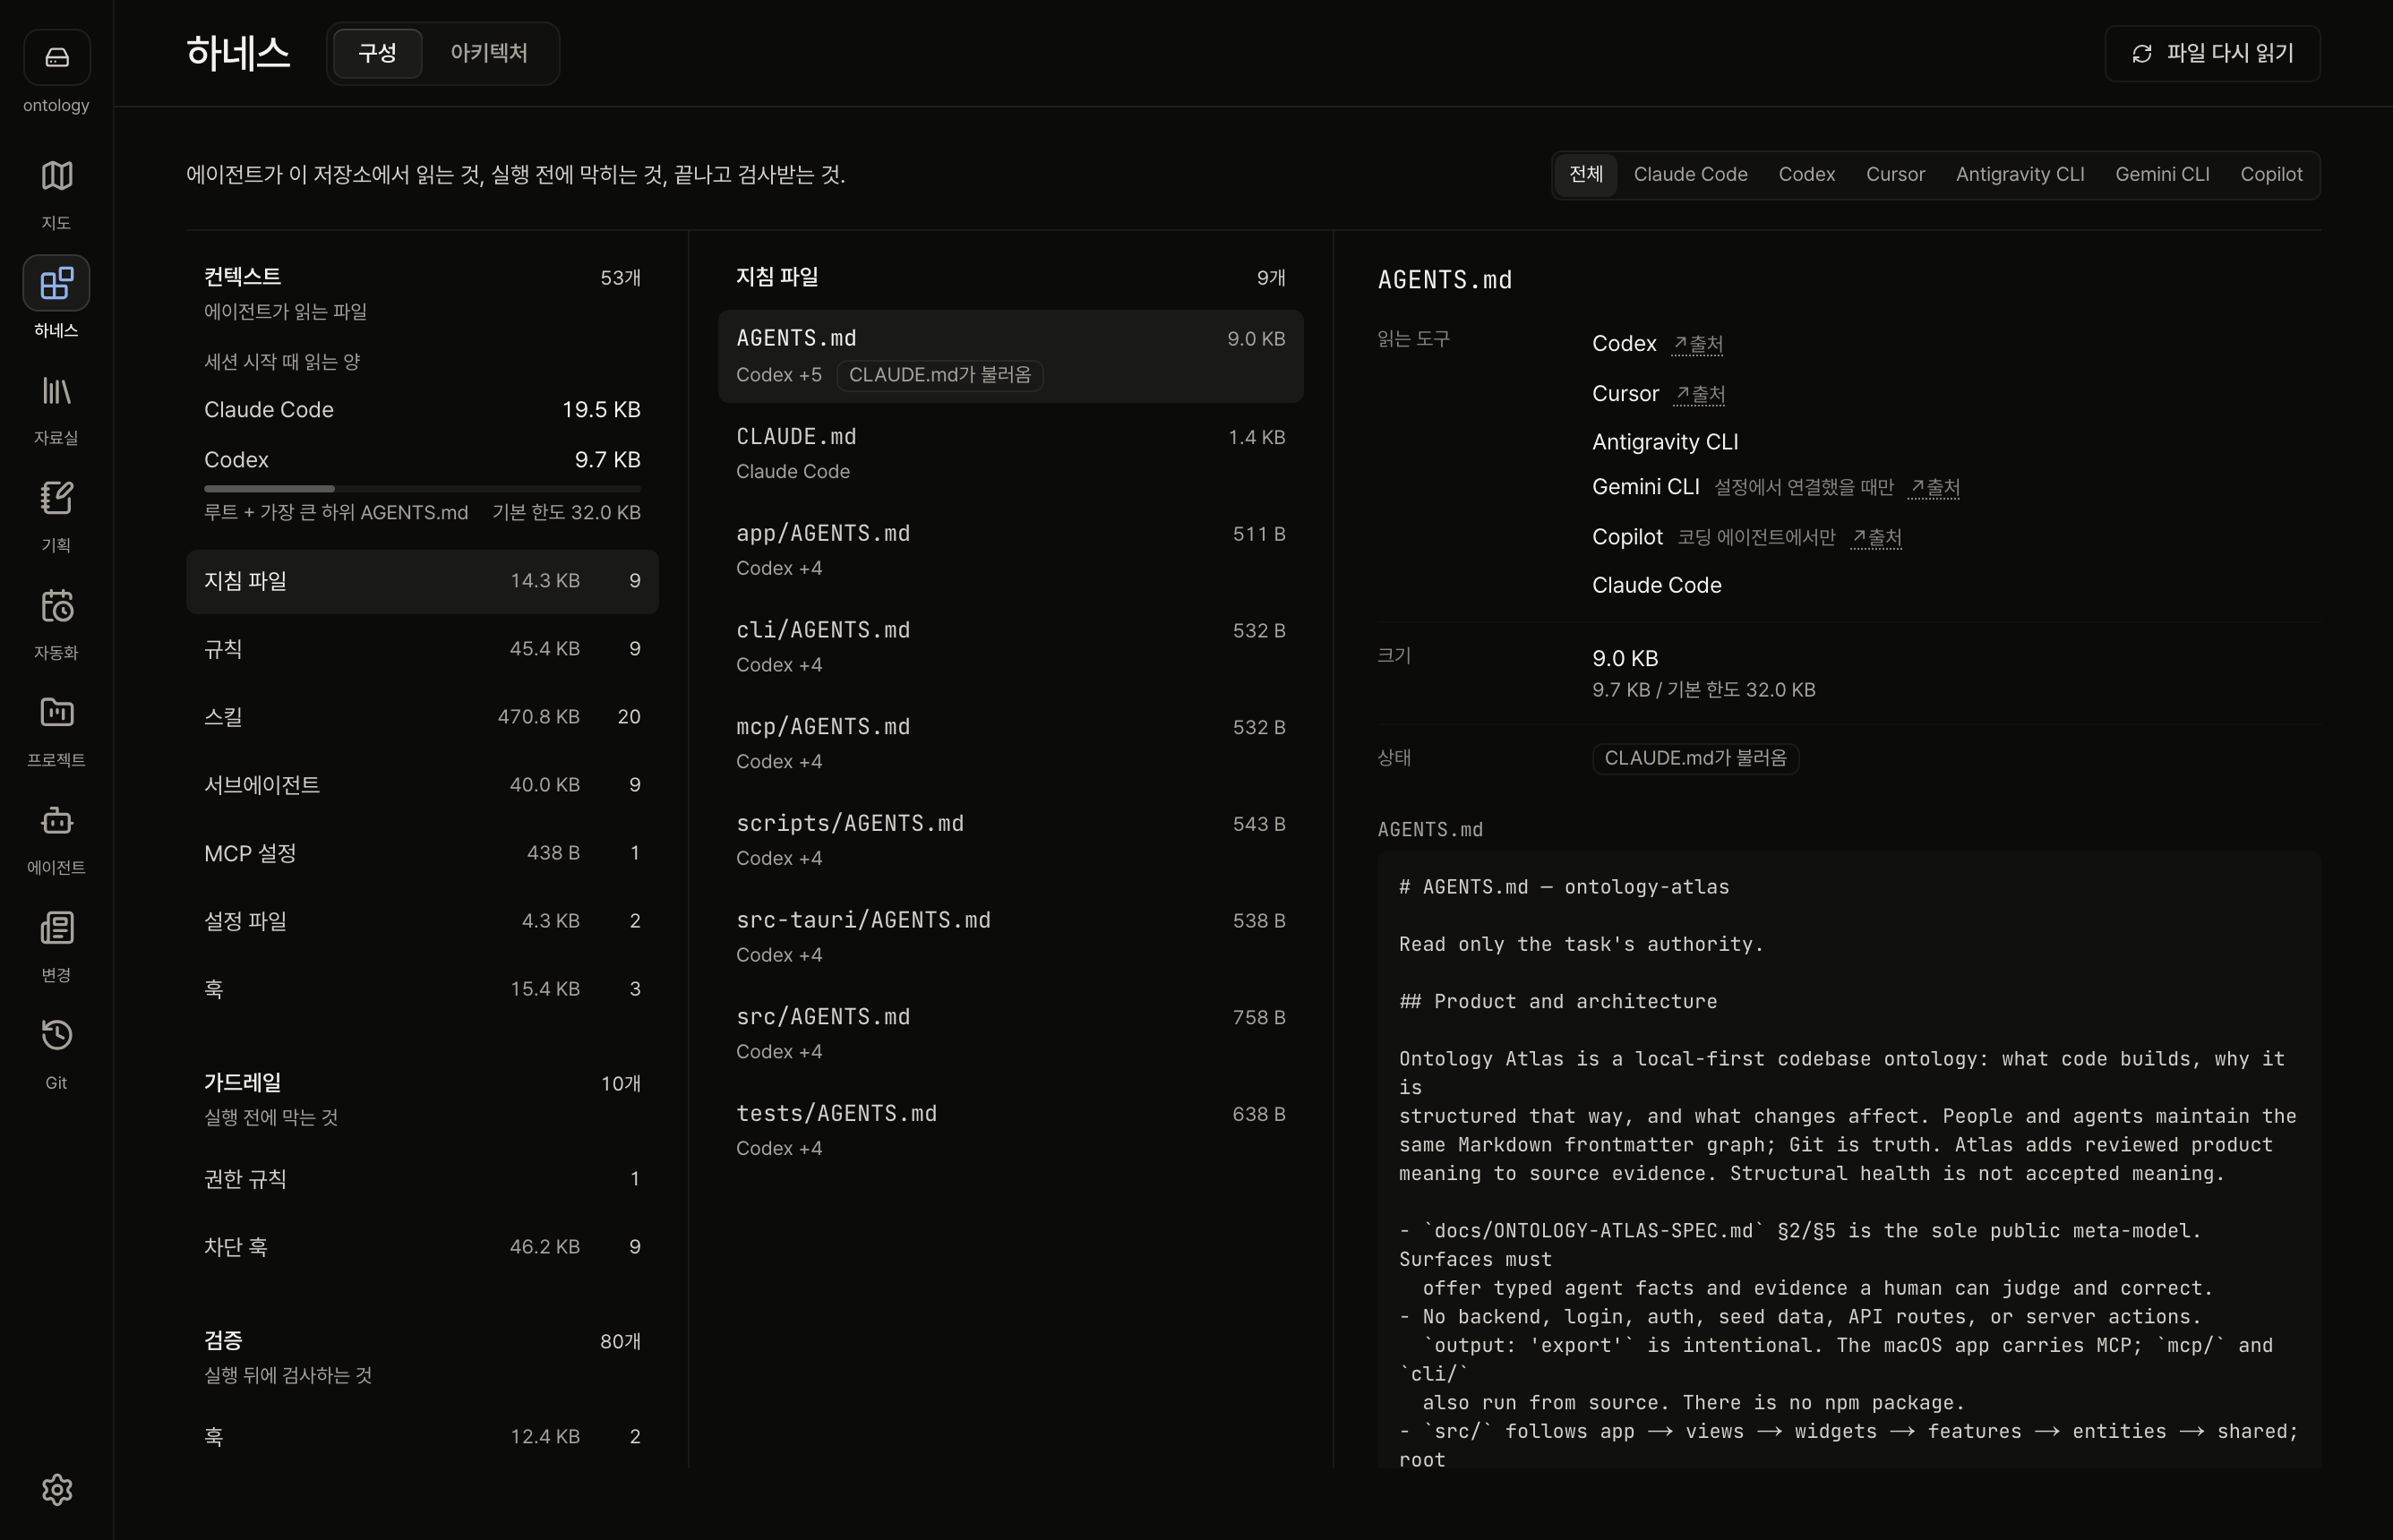 ontology
지도
하네스
자료실
기획
자동화
프로젝트
에이전트
변경
Git
하네스
구성
아키텍처
파일 다시 읽기
에이전트가 이 저장소에서 읽는 것, 실행 전에 막히는 것, 끝나고 검사받는 것.
전체 Claude Code Codex Cursor Antigravity CLI Gemini CLI Copilot
컨텍스트 53개
에이전트가 읽는 파일
세션 시작 때 읽는 양
Claude Code 19.5 KB
Codex 9.7 KB
루트 + 가장 큰 하위 AGENTS.md 기본 한도 32.0 KB
지침 파일 14.3 KB 9
규칙 45.4 KB 9
스킬 470.8 KB 20
서브에이전트 40.0 KB 9
MCP 설정 438 B 1
설정 파일 4.3 KB 2
훅 15.4 KB 3
가드레일 10개
실행 전에 막는 것
권한 규칙 1
차단 훅 46.2 KB 9
검증 80개
실행 뒤에 검사하는 것
훅 12.4 KB 2
지침 파일 9개
AGENTS.md 9.0 KB
Codex +5 CLAUDE.md가 불러옴
CLAUDE.md 1.4 KB
Claude Code
app/AGENTS.md 511 B
Codex +4
cli/AGENTS.md 532 B
Codex +4
mcp/AGENTS.md 532 B
Codex +4
scripts/AGENTS.md 543 B
Codex +4
src-tauri/AGENTS.md 538 B
Codex +4
src/AGENTS.md 758 B
Codex +4
tests/AGENTS.md 638 B
Codex +4
AGENTS.md
읽는 도구
Codex ↗출처
Cursor ↗출처
Antigravity CLI
Gemini CLI 설정에서 연결했을 때만 ↗출처
Copilot 코딩 에이전트에서만 ↗출처
Claude Code
크기 9.0 KB
9.7 KB / 기본 한도 32.0 KB
상태 CLAUDE.md가 불러옴
AGENTS.md
# AGENTS.md — ontology-atlas
Read only the task's authority.
## Product and architecture
Ontology Atlas is a local-first codebase ontology: what code builds, why it
is
structured that way, and what changes affect. People and agents maintain the
same Markdown frontmatter graph; Git is truth. Atlas adds reviewed product
meaning to source evidence. Structural health is not accepted meaning.
- `docs/ONTOLOGY-ATLAS-SPEC.md` §2/§5 is the sole public meta-model.
Surfaces must
offer typed agent facts and evidence a human can judge and correct.
- No backend, login, auth, seed data, API routes, or server actions.
`output: 'export'` is intentional. The macOS app carries MCP; `mcp/` and
`cli/`
also run from source. There is no npm package.
- `src/` follows app → views → widgets → features → entities → shared;
root